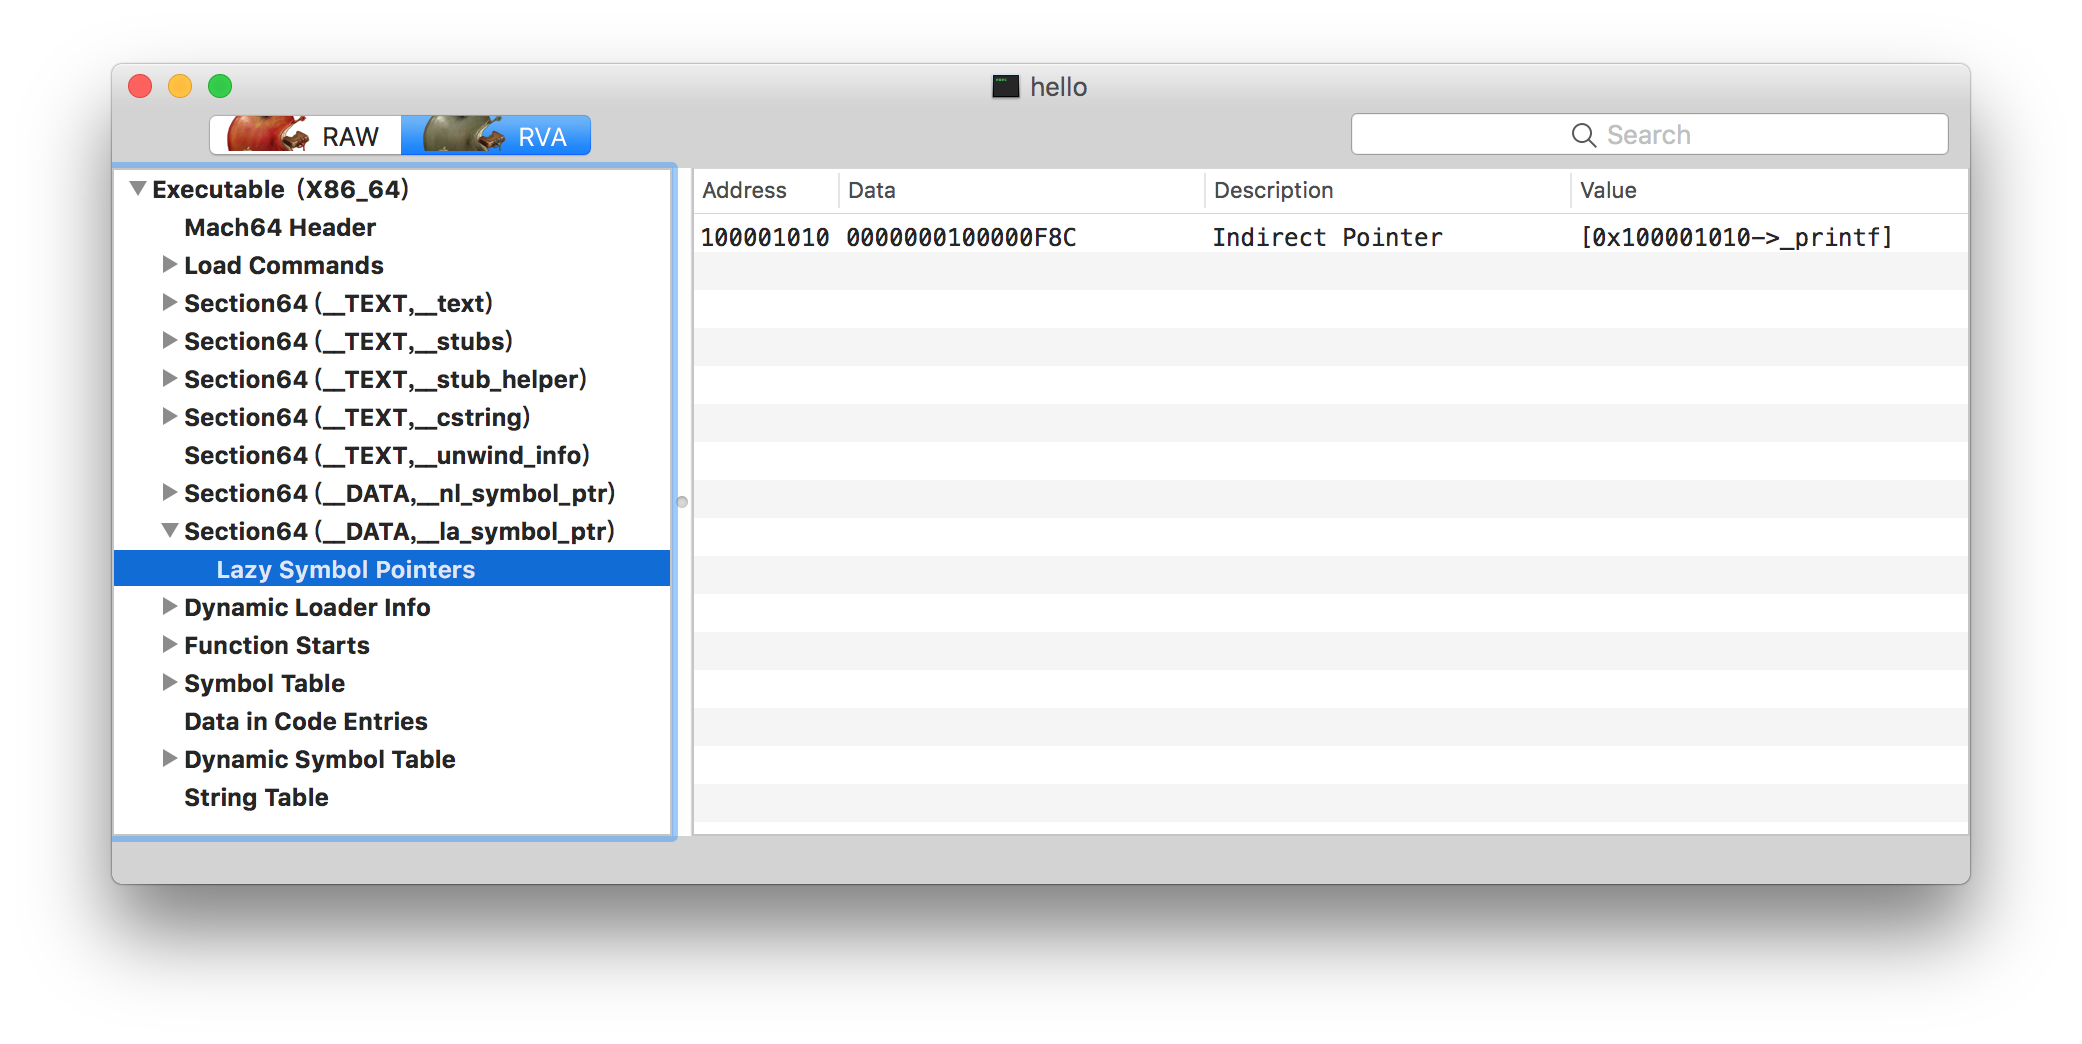 hello
RAW RVA Search
Executable (X86_64)
Mach64 Header
Load Commands
Section64 (__TEXT,__text)
Section64 (__TEXT,__stubs)
Section64 (__TEXT,__stub_helper)
Section64 (__TEXT,__cstring)
Section64 (__TEXT,__unwind_info)
Section64 (__DATA,__nl_symbol_ptr)
Section64 (__DATA,__la_symbol_ptr)
Lazy Symbol Pointers
Dynamic Loader Info
Function Starts
Symbol Table
Data in Code Entries
Dynamic Symbol Table
String Table
Address Data Description Value
100001010 0000000100000F8C Indirect Pointer [0x100001010->_printf]